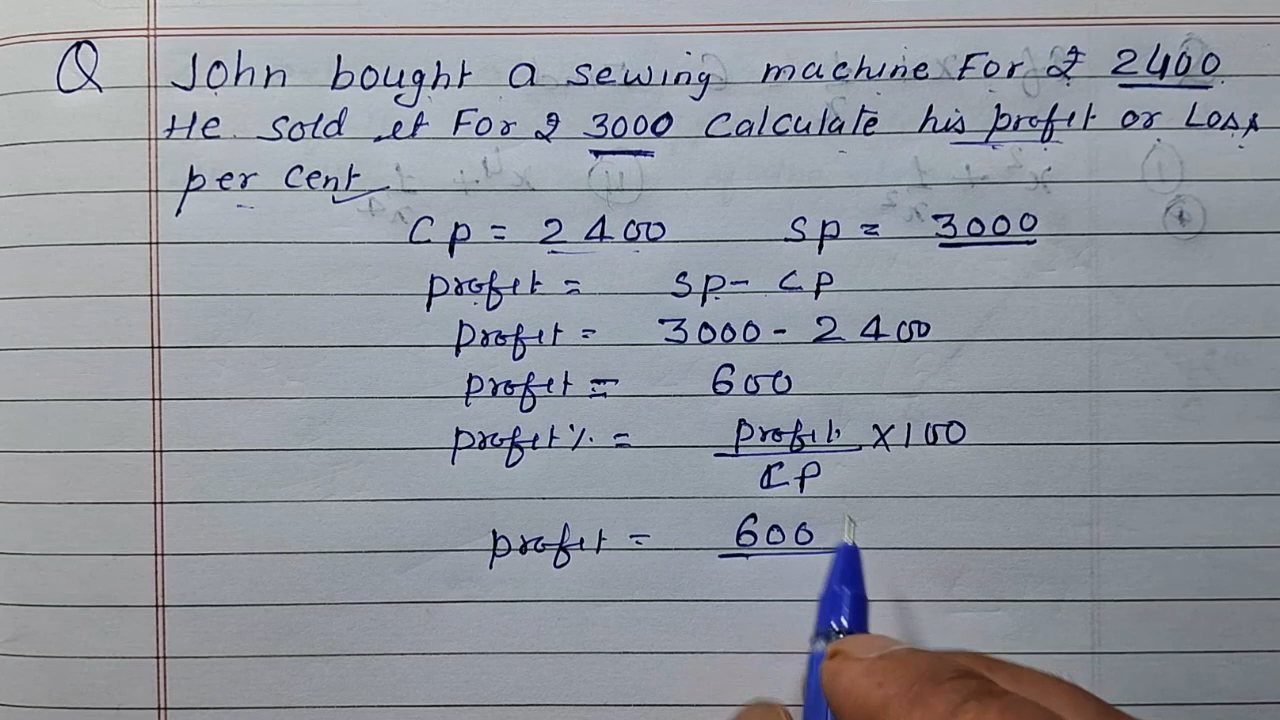 Q John bought a sewing machine For ₹ 2400
He sold it For ₹ 3000 Calculate his profit or Loss
per cent
Cp = 2400 Sp = 3000
profit = Sp - Cp
profit = 3000 - 2400
profit = 600
profit % = profit / Cp × 100
profit = 600